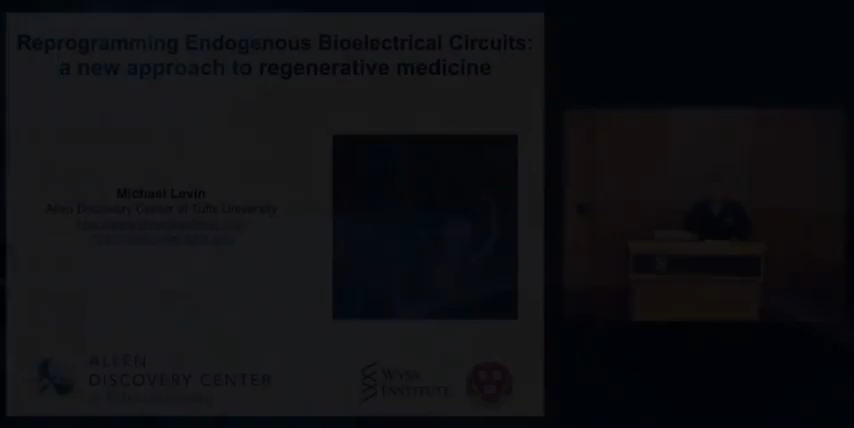 Reprogramming Endogenous Bioelectrical Circuits:
a new approach to regenerative medicine
Michael Levin
Allen Discovery Center at Tufts University
ALLEN
DISCOVERY CENTER
WYSS
INSTITUTE